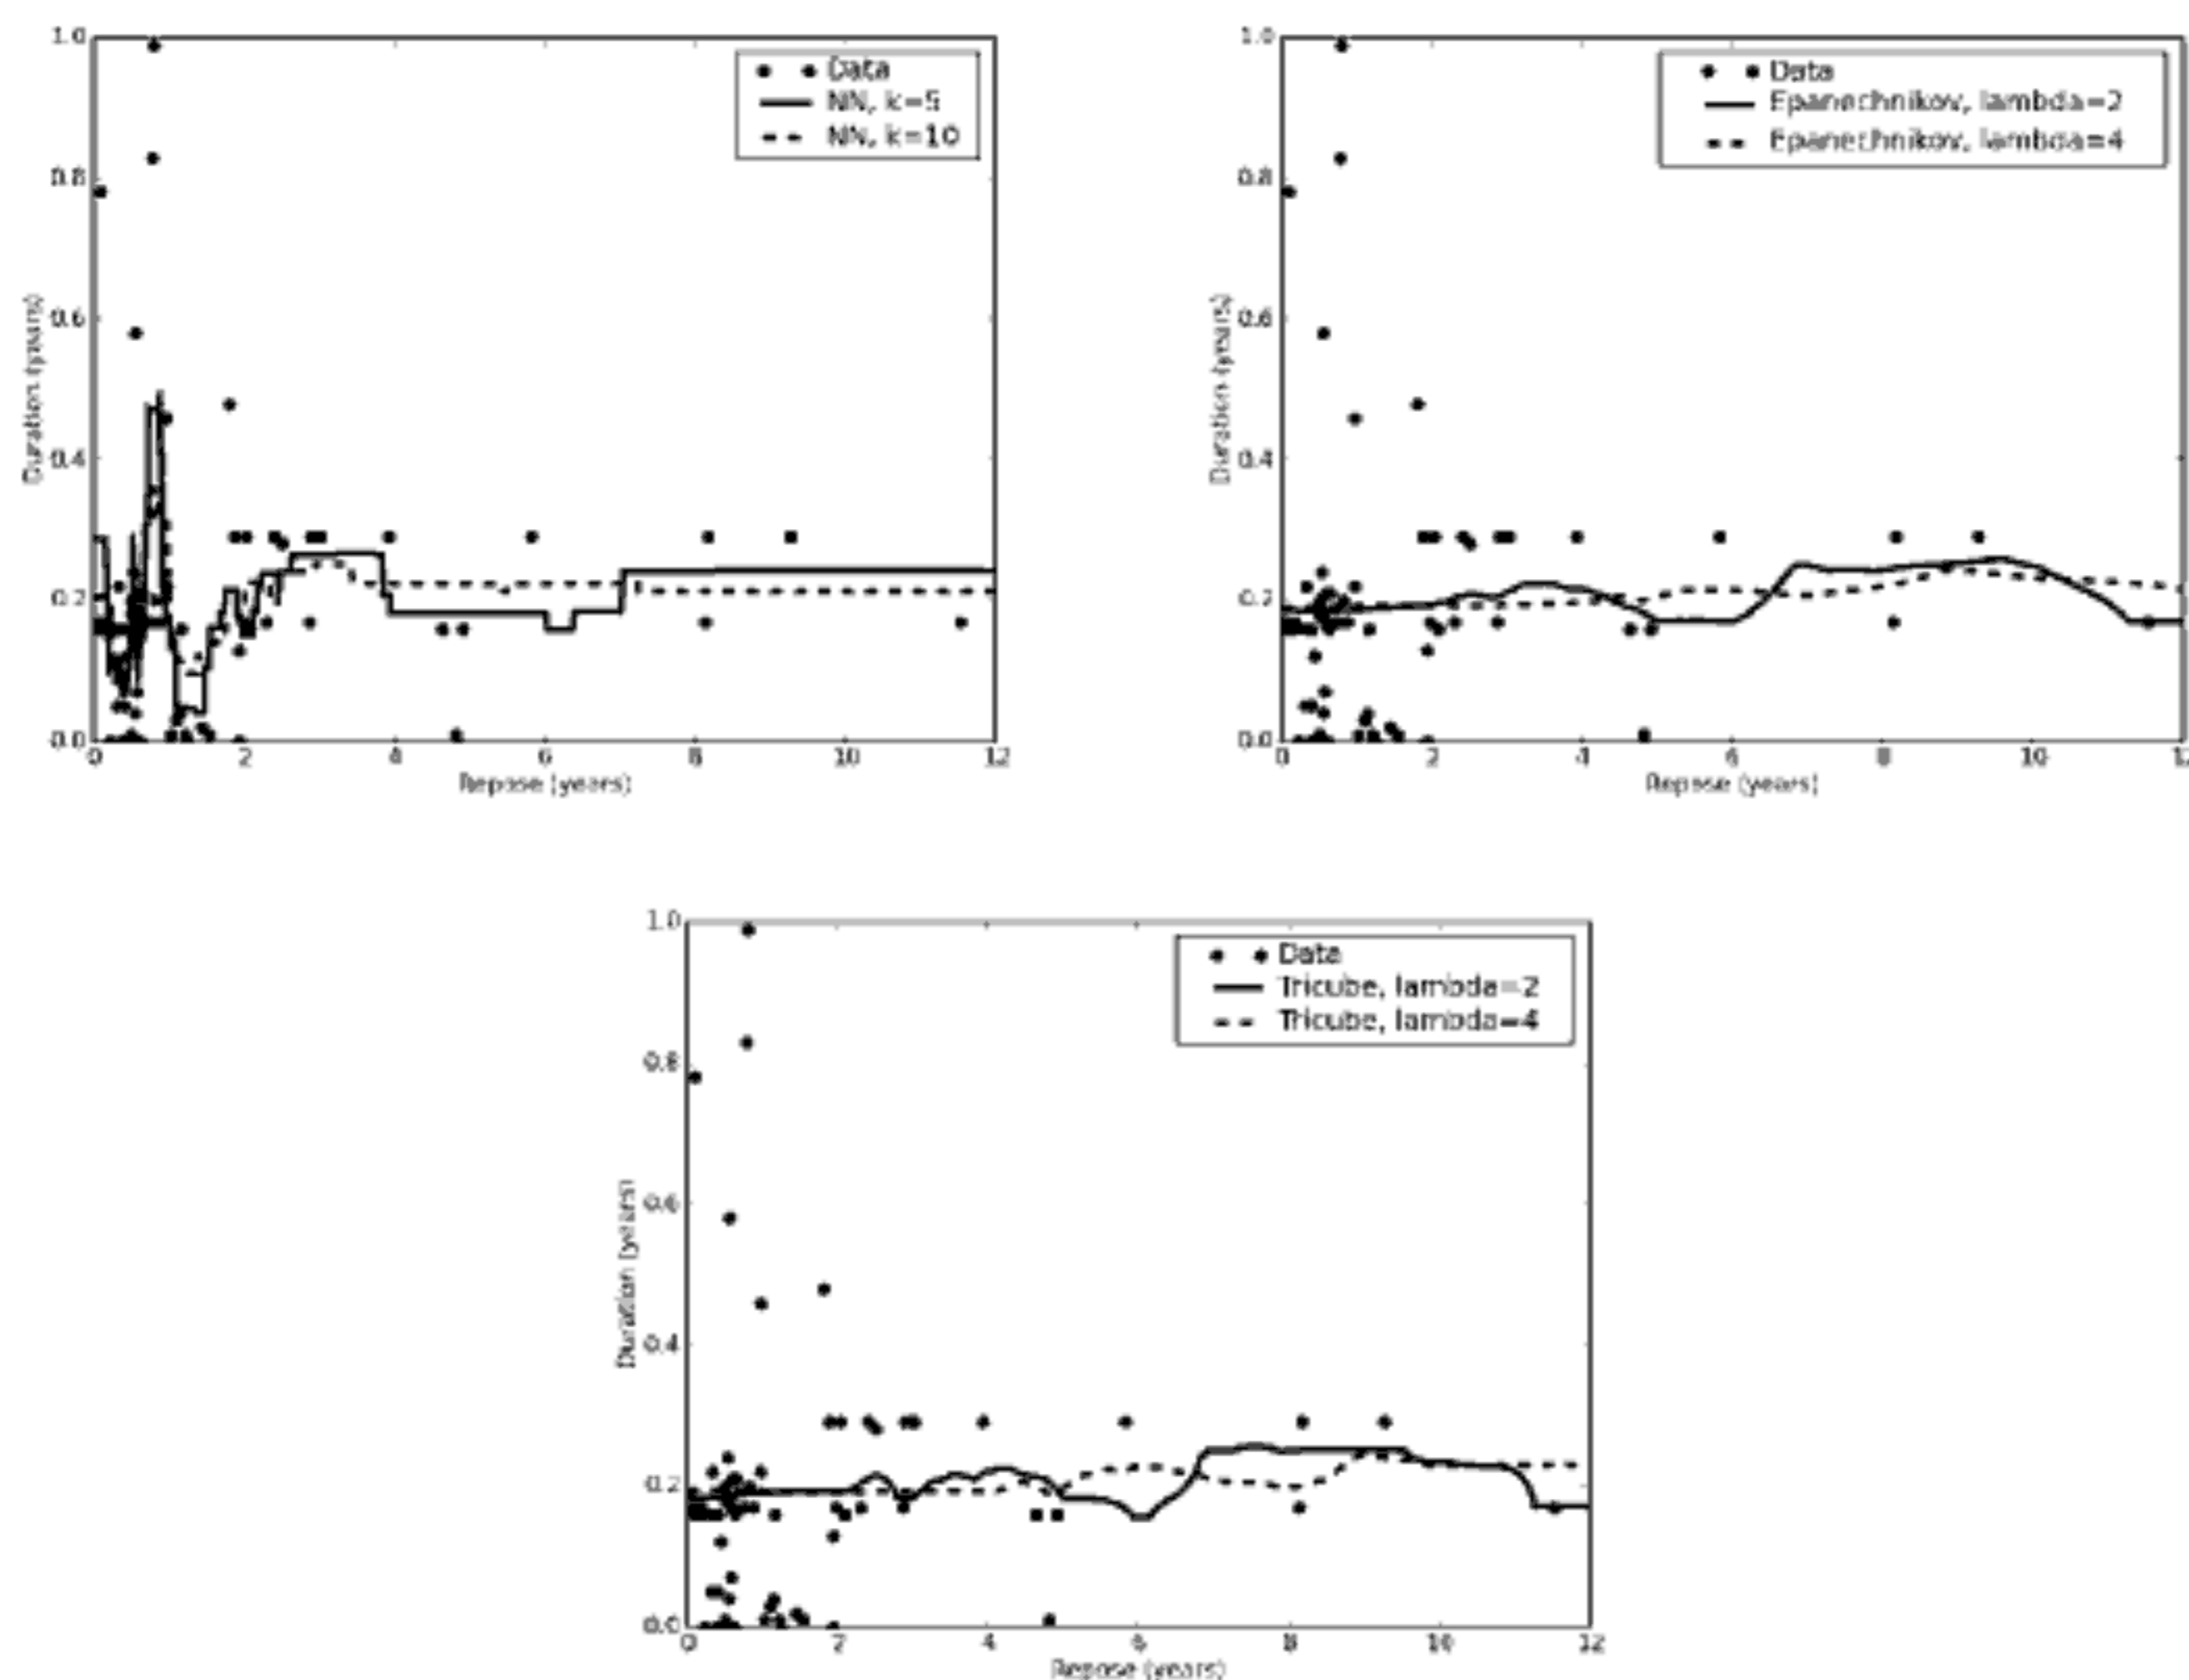 1.0
0.8
0.6
0.4
0.2
0.0
Duration (years)
0 2 4 6 8 10 12
Repose (years)
Data
NN, k=5
NN, k=10
1.0
0.8
0.6
0.4
0.2
0.0
Duration (years)
0 2 4 6 8 10
Repose (years)
Data
Epanechnikov, lambda=2
Epanechnikov, lambda=4
1.0
0.8
0.6
0.4
0.2
0.0
Duration (years)
0 2 4 6 8 10 12
Repose (years)
Data
Tricube, lambda=2
Tricube, lambda=4